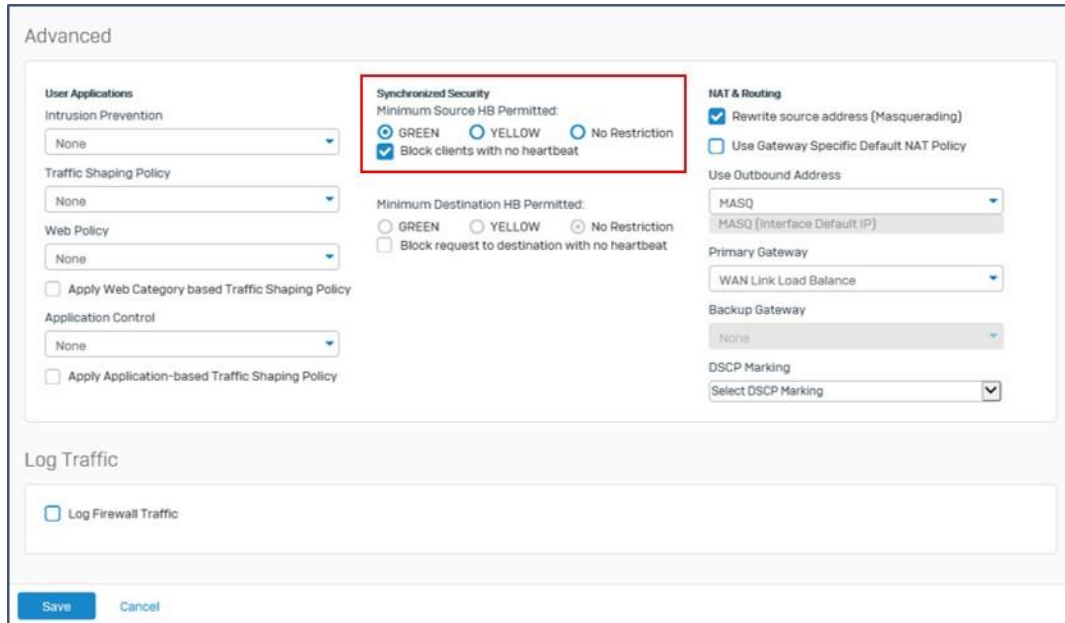 Advanced
User Applications
Intrusion Prevention
None
Traffic Shaping Policy
None
Web Policy
None
Apply Web Category based Traffic Shaping Policy
Application Control
None
Apply Application-based Traffic Shaping Policy
Synchronized Security
Minimum Source HB Permitted:
GREEN YELLOW No Restriction
Block clients with no heartbeat
Minimum Destination HB Permitted:
GREEN YELLOW No Restriction
Block request to destination with no heartbeat
NAT & Routing
Rewrite source address (Masquerading)
Use Gateway Specific Default NAT Policy
Use Outbound Address
MASQ
MASQ (Interface Default IP)
Primary Gateway
WAN Link Load Balance
Backup Gateway
None
DSCP Marking
Select DSCP Marking
Log Traffic
Log Firewall Traffic
Save Cancel